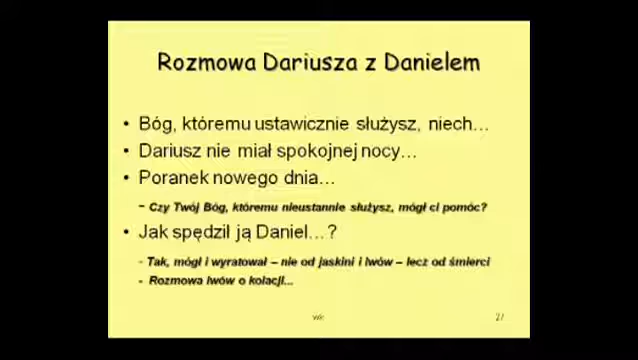 Rozmowa Dariusza z Danielem
• Bóg, któremu ustawicznie służysz, niech…
• Dariusz nie miał spokojnej nocy…
• Poranek nowego dnia…
- Czy Twój Bóg, któremu nieustannie służysz, mógł ci pomóc?
• Jak spędził ją Daniel…?
- Tak, mógł i wyratował – nie od jaskini i lwów – lecz od śmierci
- Rozmowa lwów o kolacji...
wk 27